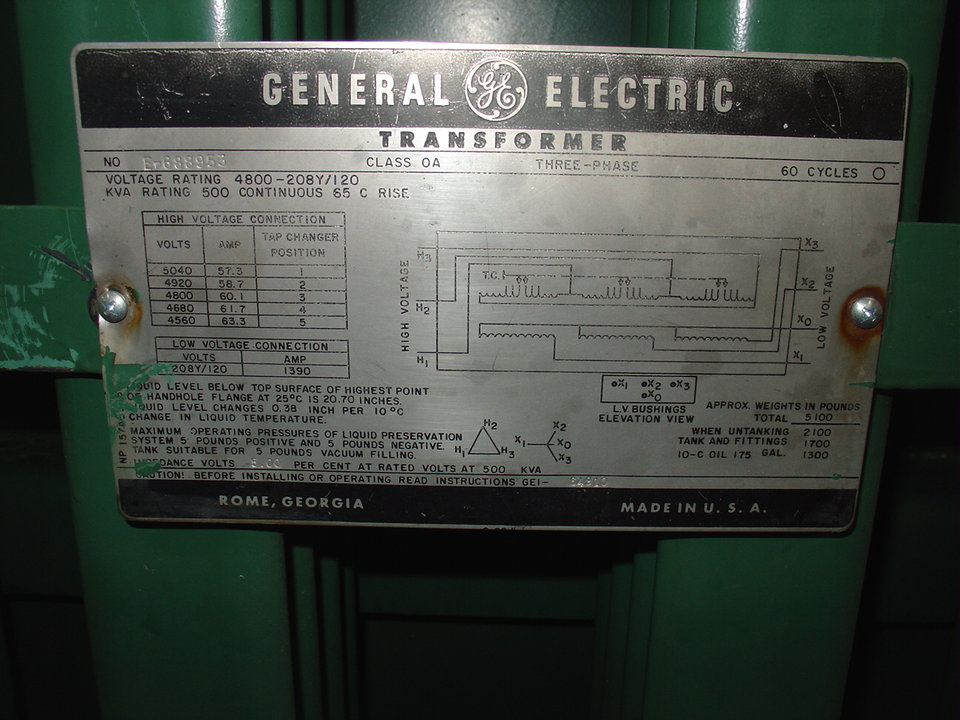 GENERAL GE ELECTRIC
TRANSFORMER
NO E-688953 CLASS OA THREE-PHASE 60 CYCLES
VOLTAGE RATING 4800-208Y/120
KVA RATING 500 CONTINUOUS 65 C RISE
HIGH VOLTAGE CONNECTION
VOLTS AMP TAP CHANGER POSITION
5040 57.3 1
4920 58.7 2
4800 60.1 3
4680 61.7 4
4560 63.3 5
LOW VOLTAGE CONNECTION
VOLTS AMP
208Y/120 1390
HIGH VOLTAGE
H3
H2
H1
T.C.
X3
X2
X0
X1
LOW VOLTAGE
X1 X2 X3
X0
L.V. BUSHINGS
ELEVATION VIEW
APPROX. WEIGHTS IN POUNDS
TOTAL 5100
WHEN UNTANKING 2100
TANK AND FITTINGS 1700
10-C OIL 175 GAL. 1300
LIQUID LEVEL BELOW TOP SURFACE OF HIGHEST POINT
OF HANDHOLE FLANGE AT 25°C IS 20.70 INCHES.
LIQUID LEVEL CHANGES 0.38 INCH PER 10°C
CHANGE IN LIQUID TEMPERATURE.
MAXIMUM OPERATING PRESSURES OF LIQUID PRESERVATION
SYSTEM 5 POUNDS POSITIVE AND 5 POUNDS NEGATIVE.
TANK SUITABLE FOR 5 POUNDS VACUUM FILLING.
H2
H1 H3
X2
X1 X0
X3
IMPEDANCE VOLTS PER CENT AT RATED VOLTS AT 500 KVA
CAUTION! BEFORE INSTALLING OR OPERATING READ INSTRUCTIONS GEI-
ROME, GEORGIA MADE IN U. S. A.